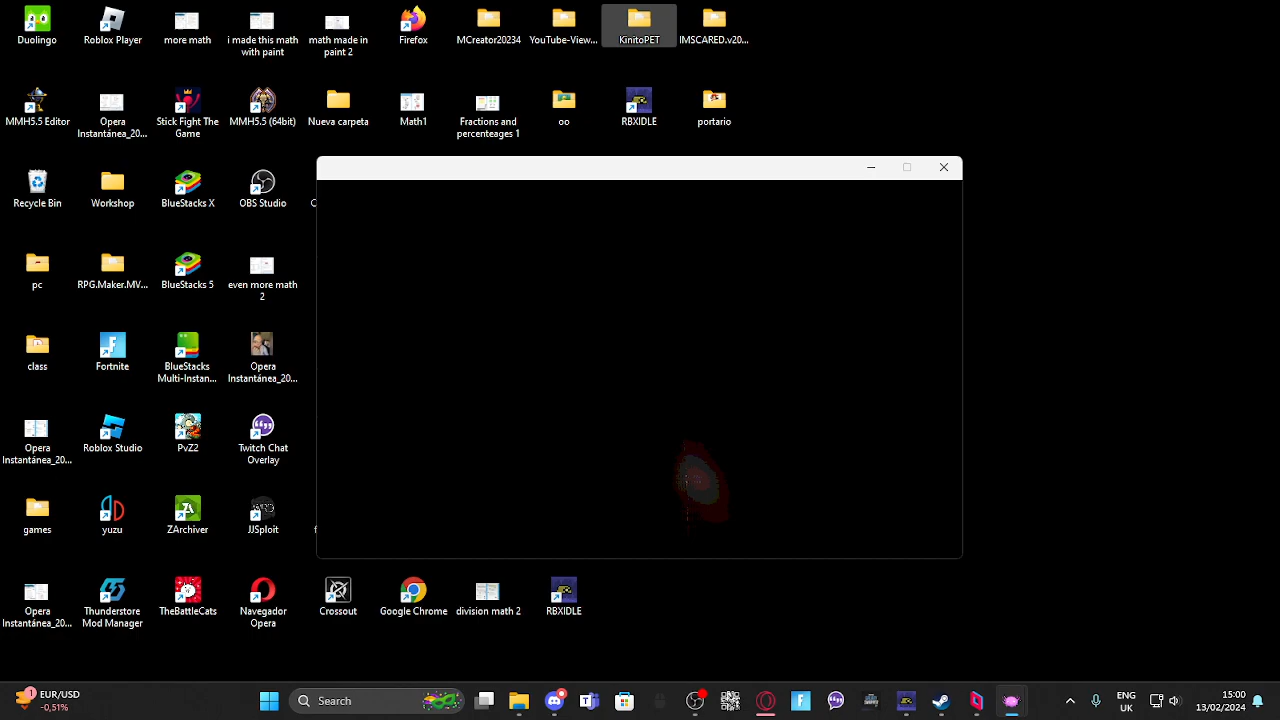 Duolingo
Roblox Player
more math
i made this math
with paint
math made in
paint 2
Firefox
MCreator20234
YouTube-View...
KinitoPET
IMSCARED.v20...
MMH5.5 Editor
Opera
Instantánea_20...
Stick Fight The
Game
MMH5.5 (64bit)
Nueva carpeta
Math1
Fractions and
percenteages 1
oo
RBXIDLE
portario
Recycle Bin
Workshop
BlueStacks X
OBS Studio
pc
RPG.Maker.MV...
BlueStacks 5
even more math
2
class
Fortnite
BlueStacks
Multi-Instan...
Opera
Instantánea_20...
Opera
Instantánea_20...
Roblox Studio
PvZ2
Twitch Chat
Overlay
games
yuzu
ZArchiver
JJSploit
Opera
Instantánea_20...
Thunderstore
Mod Manager
TheBattleCats
Navegador
Opera
Crossout
Google Chrome
division math 2
RBXIDLE
1
EUR/USD
-0,51%
Search
ENG
UK
15:00
13/02/2024